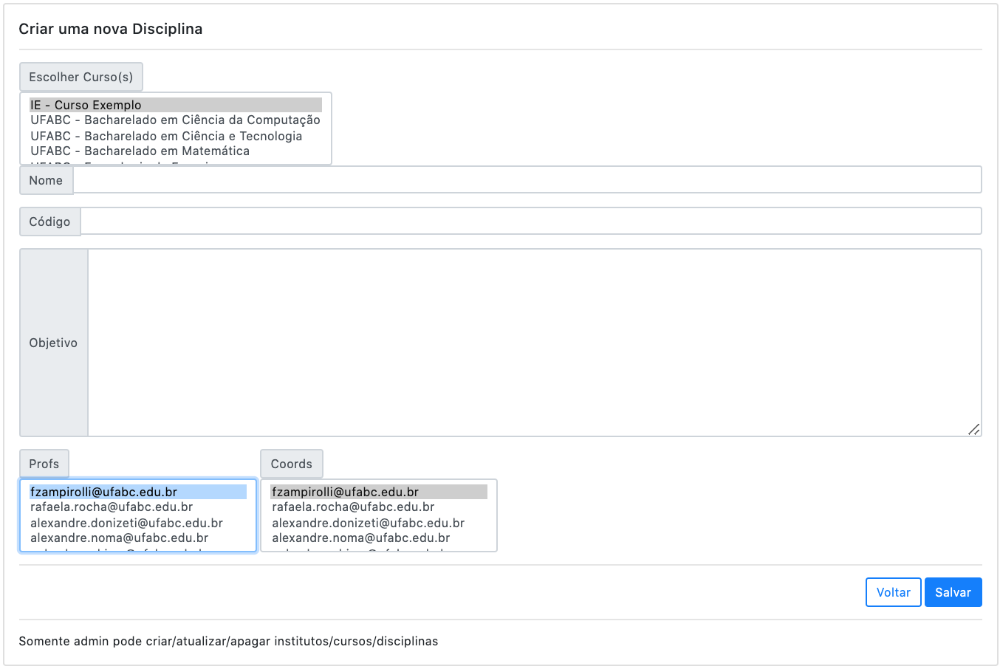 Criar uma nova Disciplina
Escolher Curso(s)
IE - Curso Exemplo
UFABC - Bacharelado em Ciência da Computação
UFABC - Bacharelado em Ciência e Tecnologia
UFABC - Bacharelado em Matemática
Nome
Código
Objetivo
Profs
Coords
fzampirolli@ufabc.edu.br
rafaela.rocha@ufabc.edu.br
alexandre.donizeti@ufabc.edu.br
alexandre.noma@ufabc.edu.br
fzampirolli@ufabc.edu.br
rafaela.rocha@ufabc.edu.br
alexandre.donizeti@ufabc.edu.br
alexandre.noma@ufabc.edu.br
Voltar
Salvar
Somente admin pode criar/atualizar/apagar institutos/cursos/disciplinas